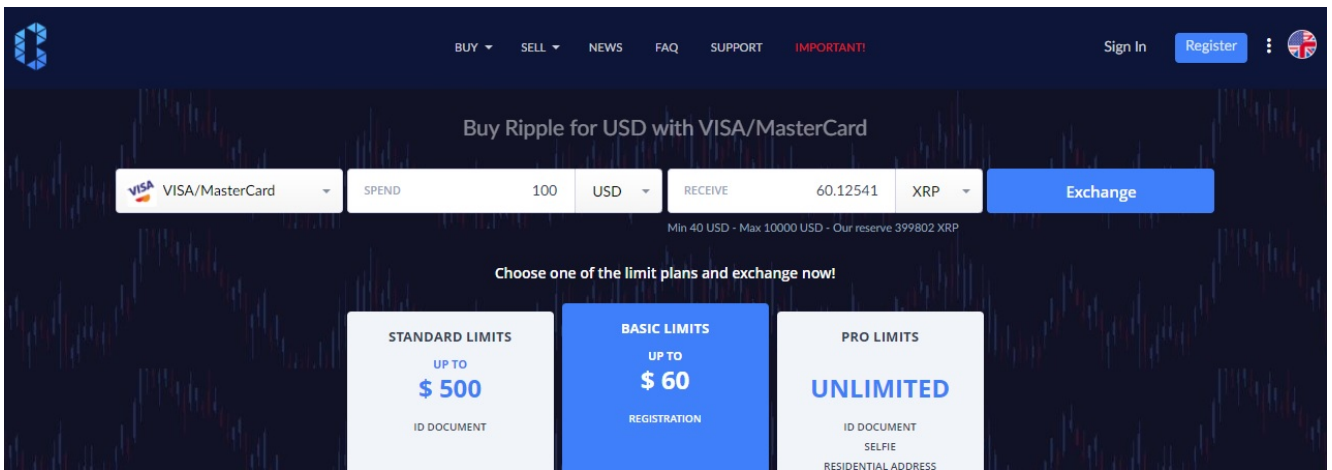 BUY SELL NEWS FAQ SUPPORT IMPORTANT! Sign In Register
Buy Ripple for USD with VISA/MasterCard
VISA VISA/MasterCard SPEND 100 USD RECEIVE 60.12541 XRP Exchange
Min 40 USD - Max 10000 USD - Our reserve 399802 XRP
Choose one of the limit plans and exchange now!
STANDARD LIMITS
UP TO
$ 500
ID DOCUMENT
BASIC LIMITS
UP TO
$ 60
REGISTRATION
PRO LIMITS
UNLIMITED
ID DOCUMENT
SELFIE
RESIDENTIAL ADDRESS